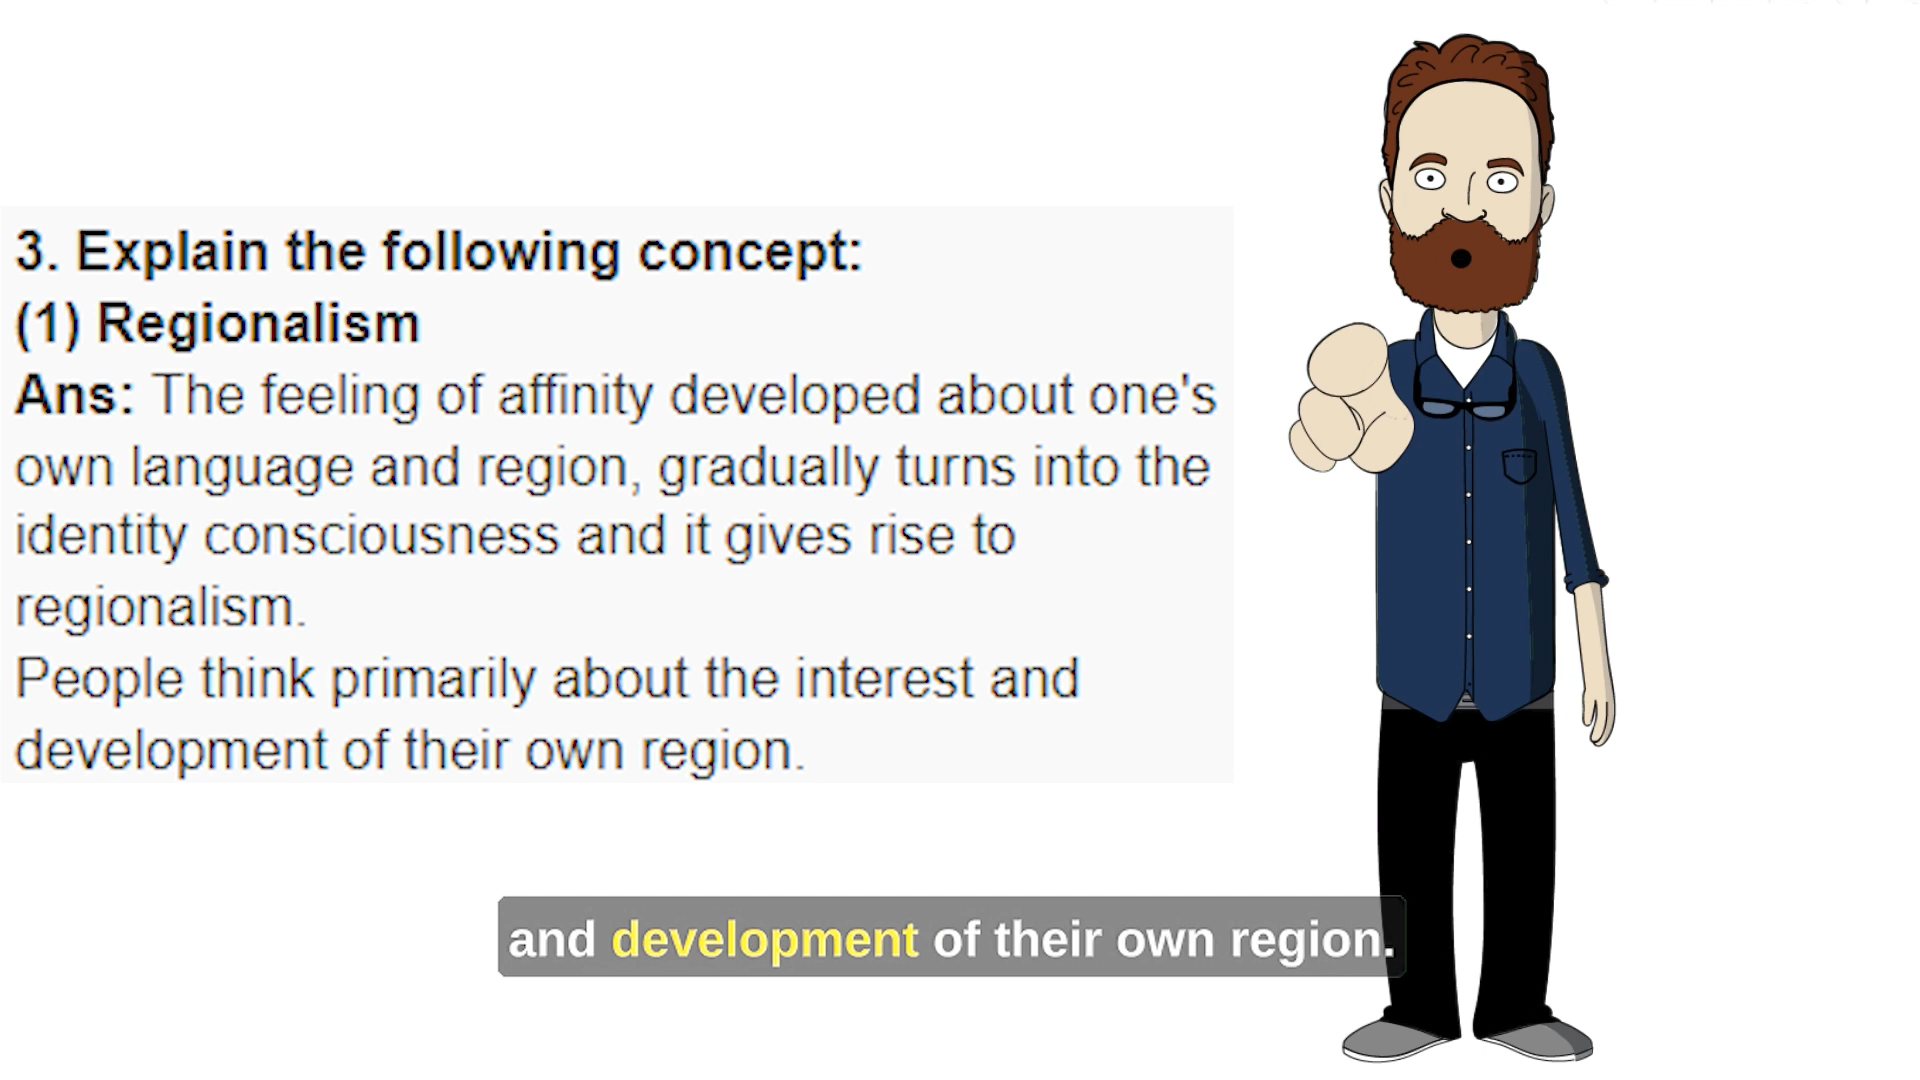 3. Explain the following concept:
(1) Regionalism
Ans: The feeling of affinity developed about one's
own language and region, gradually turns into the
identity consciousness and it gives rise to
regionalism.
People think primarily about the interest and
development of their own region.
and development of their own region.